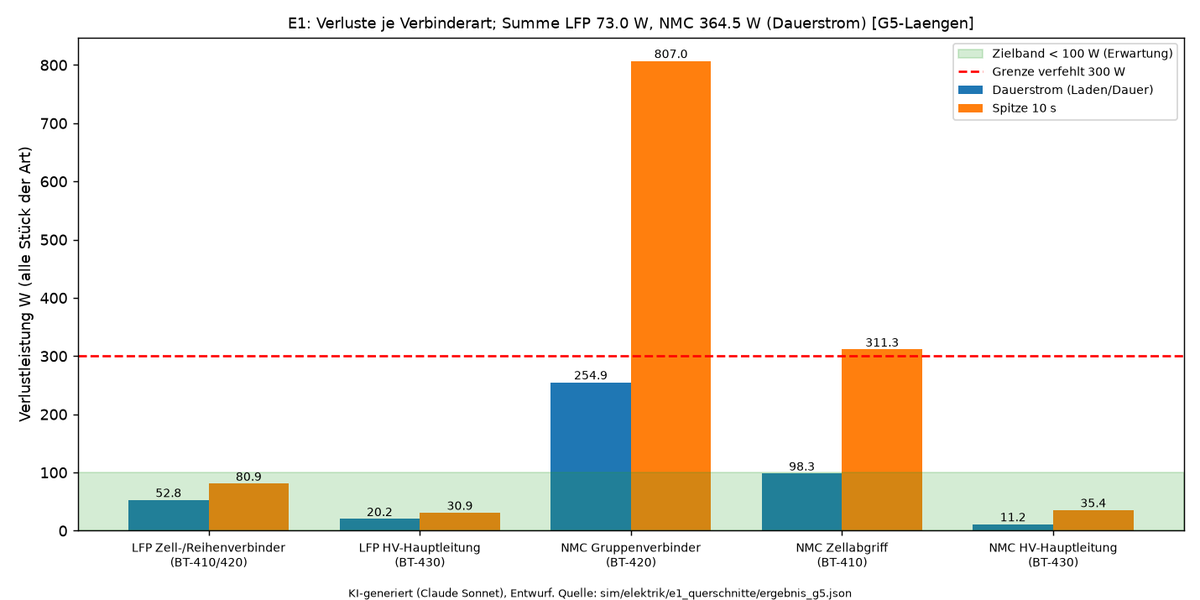 E1: Verluste je Verbinderart; Summe LFP 73.0 W, NMC 364.5 W (Dauerstrom) [G5-Laengen]
Verlustleistung W (alle Stück der Art)
800
700
600
500
400
300
200
100
0
Zielband < 100 W (Erwartung)
Grenze verfehlt 300 W
Dauerstrom (Laden/Dauer)
Spitze 10 s
52.8
80.9
20.2
30.9
254.9
807.0
98.3
311.3
11.2
35.4
LFP Zell-/Reihenverbinder
(BT-410/420)
LFP HV-Hauptleitung
(BT-430)
NMC Gruppenverbinder
(BT-420)
NMC Zellabgriff
(BT-410)
NMC HV-Hauptleitung
(BT-430)
KI-generiert (Claude Sonnet), Entwurf. Quelle: sim/elektrik/e1_querschnitte/ergebnis_g5.json